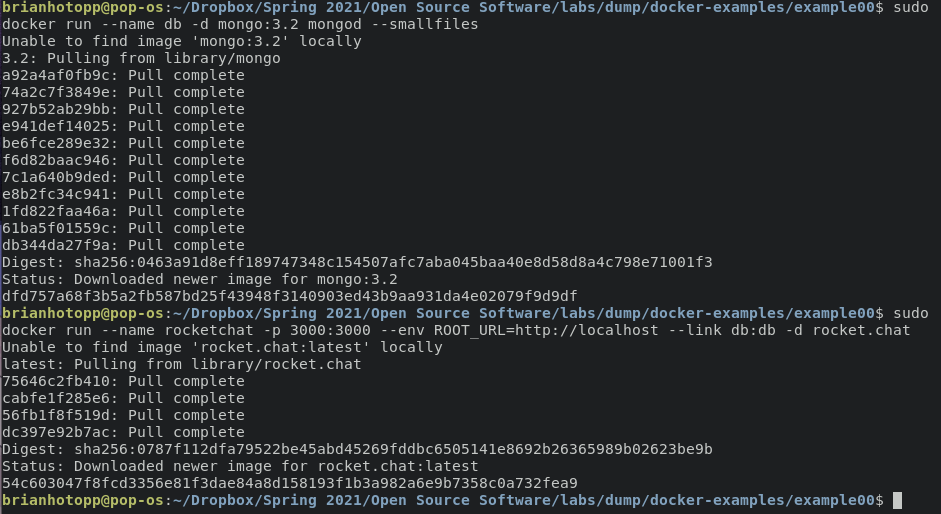 brianhotopp@pop-os:~/Dropbox/Spring 2021/Open Source Software/labs/dump/docker-examples/example00$ sudo
docker run --name db -d mongo:3.2 mongod --smallfiles
Unable to find image 'mongo:3.2' locally
3.2: Pulling from library/mongo
a92a4af0fb9c: Pull complete
74a2c7f3849e: Pull complete
927b52ab29bb: Pull complete
e941def14025: Pull complete
be6fce289e32: Pull complete
f6d82baac946: Pull complete
7c1a640b9ded: Pull complete
e8b2fc34c941: Pull complete
1fd822faa46a: Pull complete
61ba5f01559c: Pull complete
db344da27f9a: Pull complete
Digest: sha256:0463a91d8eff189747348c154507afc7aba045baa40e8d58d8a4c798e71001f3
Status: Downloaded newer image for mongo:3.2
dfd757a68f3b5a2fb587bd25f43948f3140903ed43b9aa931da4e02079f9d9df
brianhotopp@pop-os:~/Dropbox/Spring 2021/Open Source Software/labs/dump/docker-examples/example00$ sudo
docker run --name rocketchat -p 3000:3000 --env ROOT_URL=http://localhost --link db:db -d rocket.chat
Unable to find image 'rocket.chat:latest' locally
latest: Pulling from library/rocket.chat
75646c2fb410: Pull complete
cabfe1f285e6: Pull complete
56fb1f8f519d: Pull complete
dc397e92b7ac: Pull complete
Digest: sha256:0787f112dfa79522be45abd45269fddbc6505141e8692b26365989b02623be9b
Status: Downloaded newer image for rocket.chat:latest
54c603047f8fcd3356e81f3dae84a8d158193f1b3a982a6e9b7358c0a732fea9
brianhotopp@pop-os:~/Dropbox/Spring 2021/Open Source Software/labs/dump/docker-examples/example00$